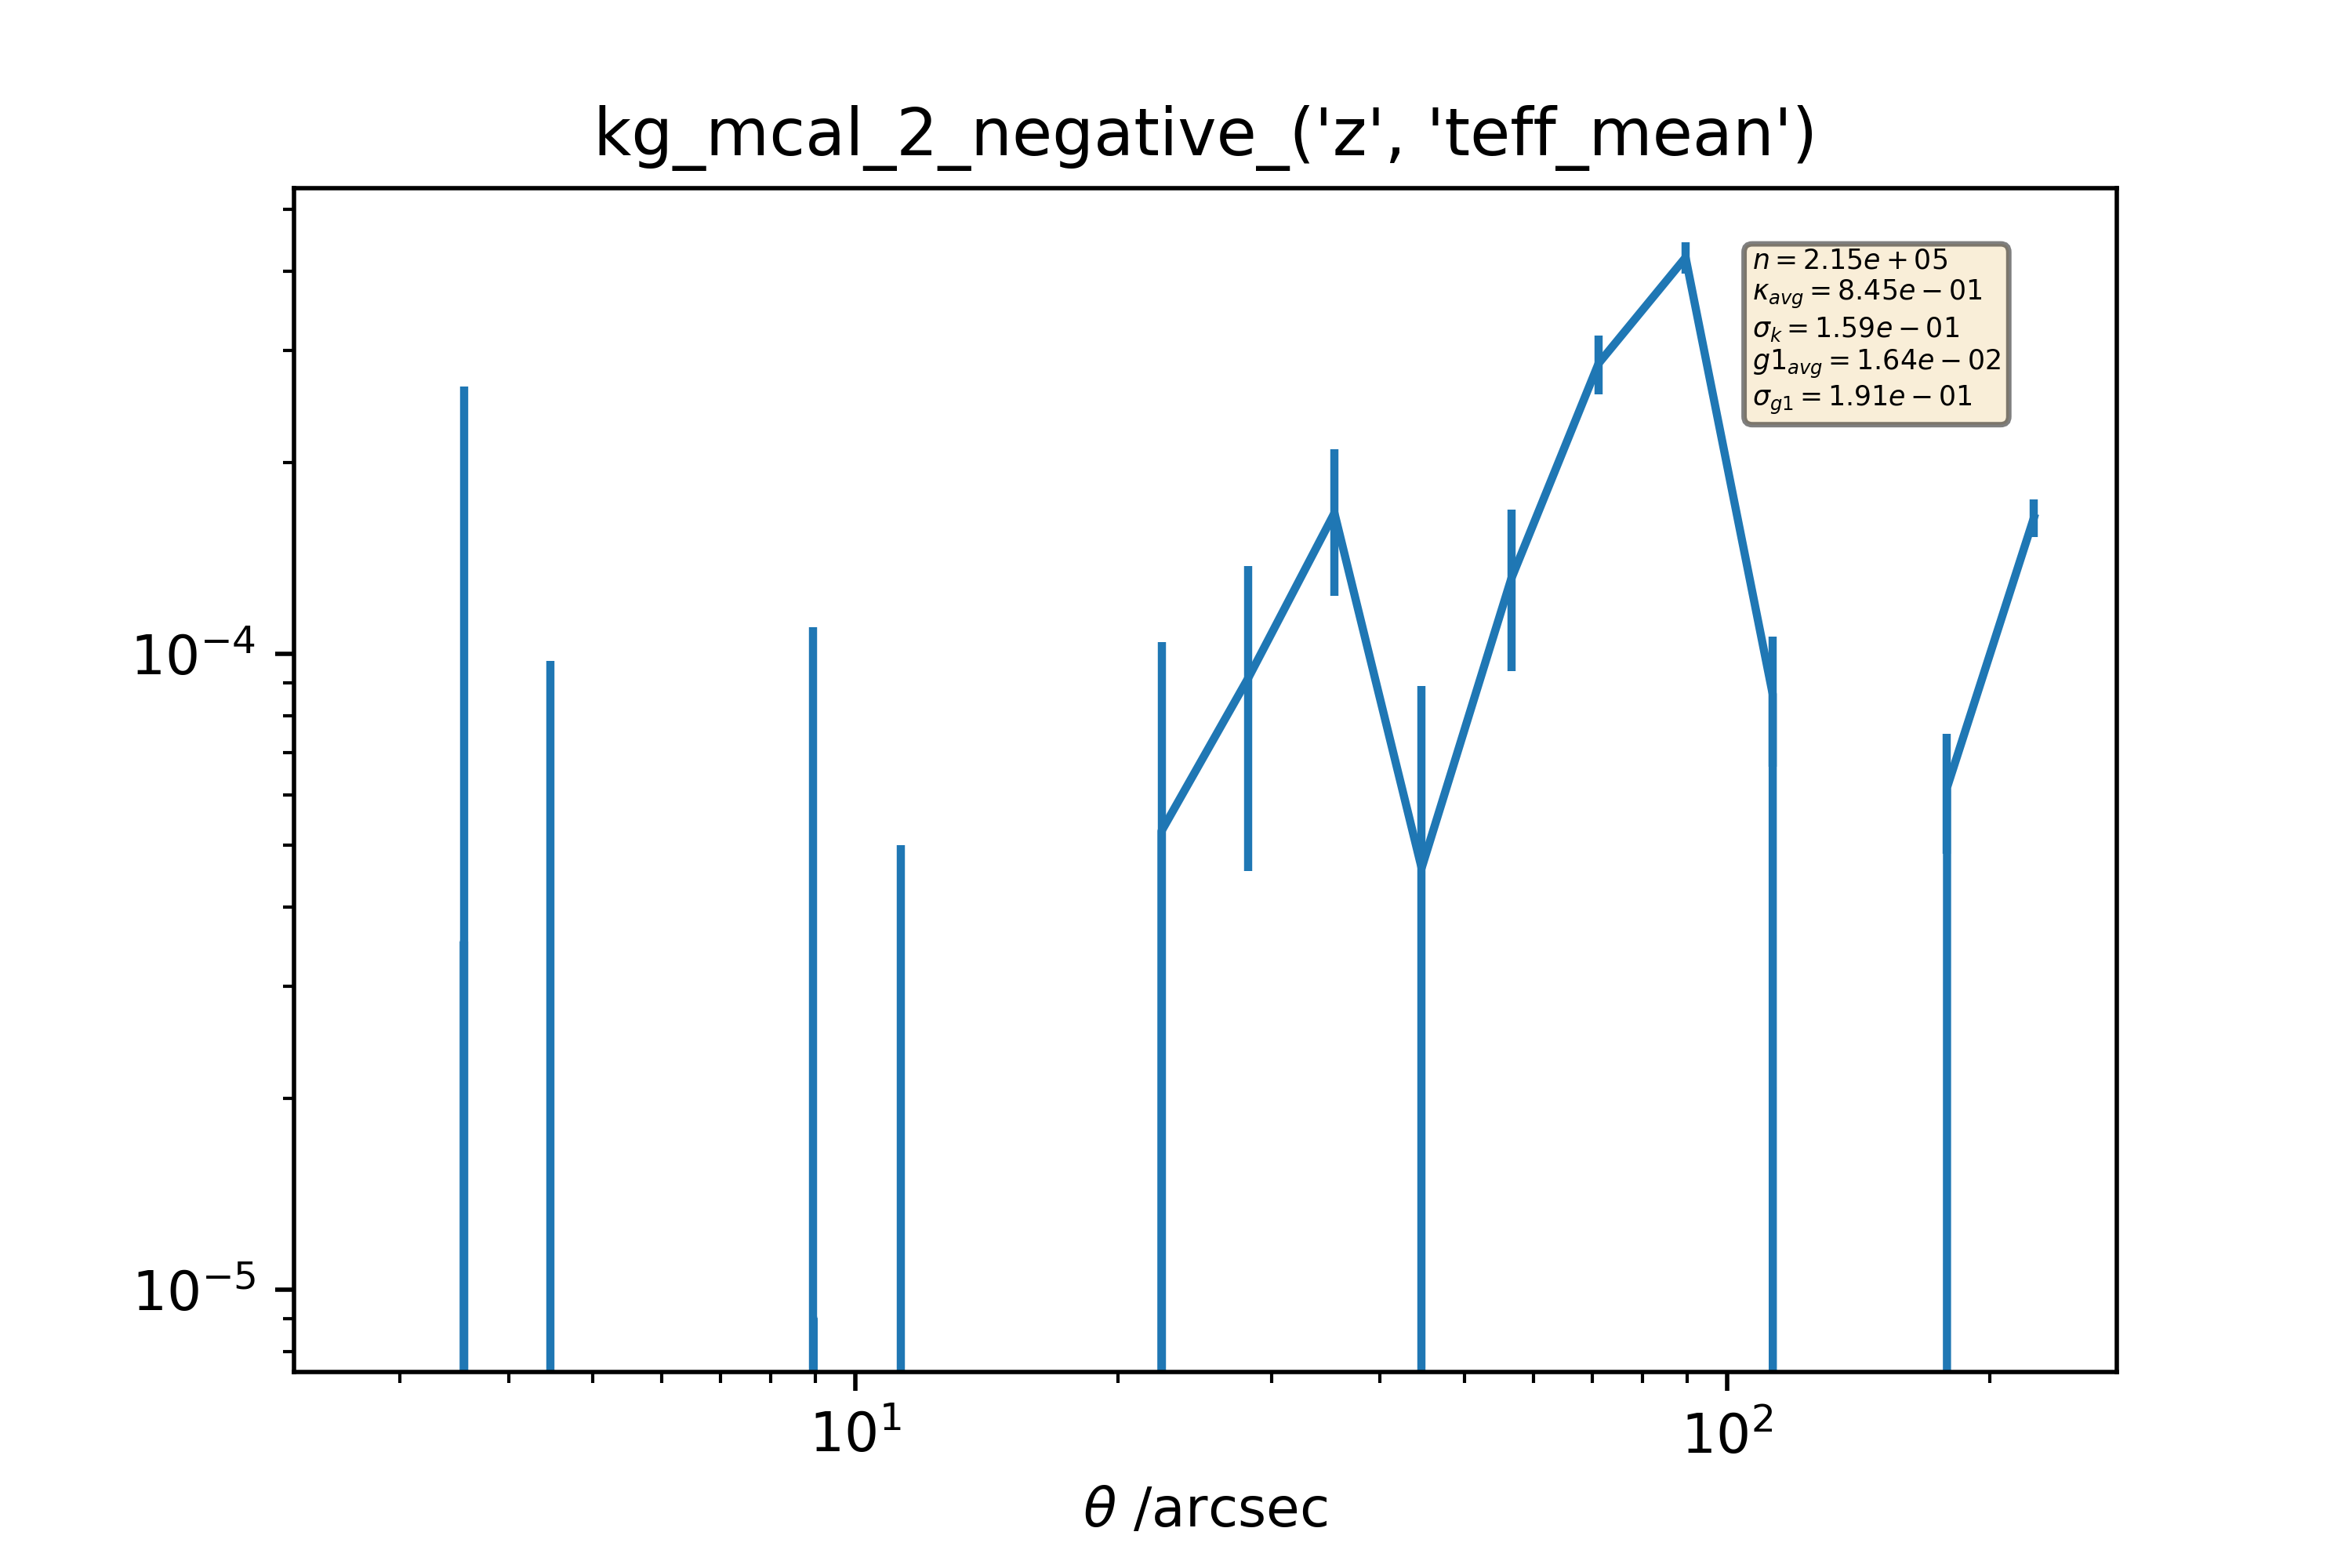 kg_mcal_2_negative_('z', 'teff_mean')
n = 2.15e + 05
κavg = 8.45e − 01
σk = 1.59e − 01
g1avg = 1.64e − 02
σg1 = 1.91e − 01
10⁻⁴
10⁻⁵
10¹ 10²
θ /arcsec